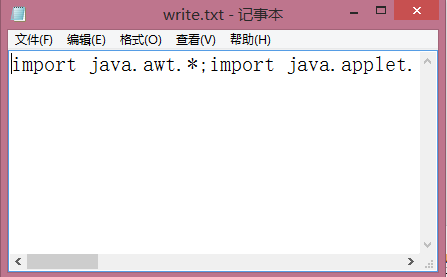 write.txt - 记事本
文件(F) 编辑(E) 格式(O) 查看(V) 帮助(H)
import java.awt.*;import java.applet.